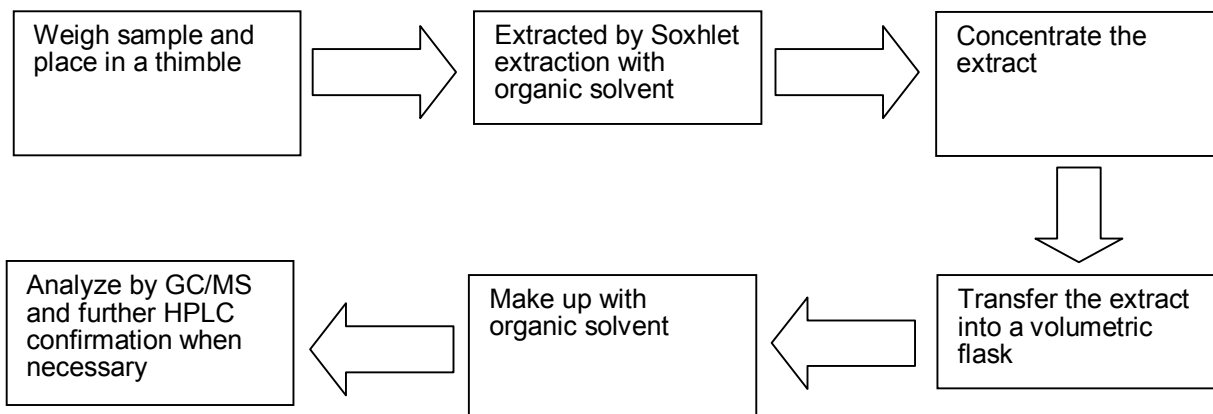 Weigh sample and
place in a thimble
Extracted by Soxhlet
extraction with
organic solvent
Concentrate the
extract
Transfer the extract
into a volumetric
flask
Make up with
organic solvent
Analyze by GC/MS
and further HPLC
confirmation when
necessary